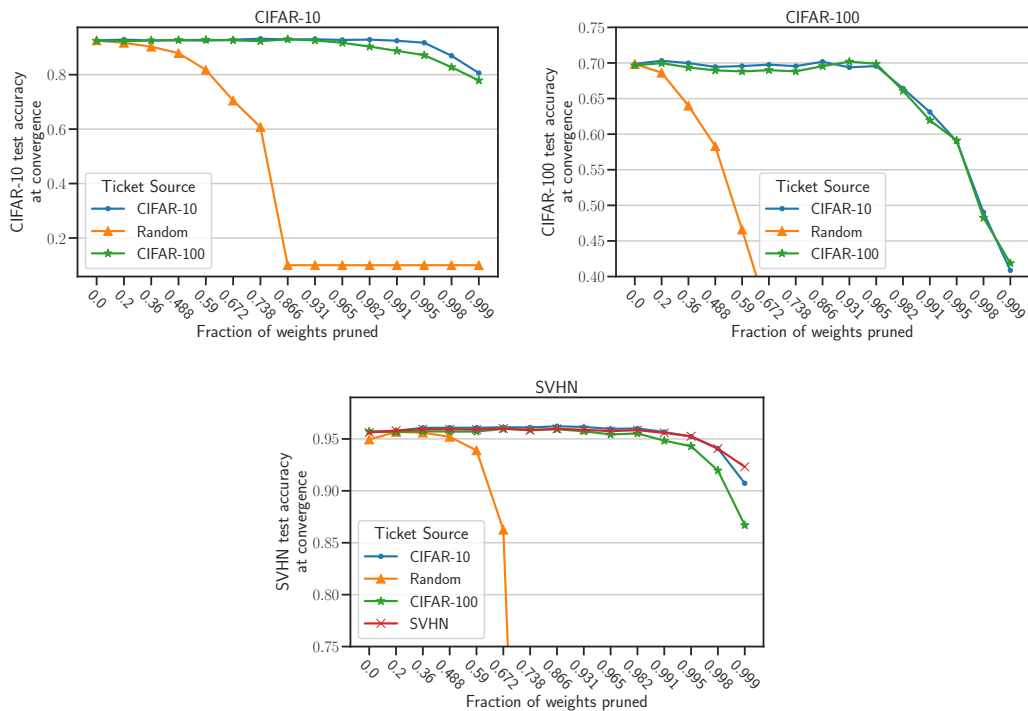 CIFAR-10
CIFAR-10 test accuracy
at convergence
0.8
0.6
0.4
0.2
Ticket Source
CIFAR-10
Random
CIFAR-100
0.0 0.2 0.36 0.488 0.59 0.672 0.738 0.866 0.931 0.965 0.982 0.991 0.995 0.998 0.999
Fraction of weights pruned
CIFAR-100
CIFAR-100 test accuracy
at convergence
0.75
0.70
0.65
0.60
0.55
0.50
0.45
0.40
Ticket Source
CIFAR-10
Random
CIFAR-100
0.0 0.2 0.36 0.488 0.59 0.672 0.738 0.866 0.931 0.965 0.982 0.991 0.995 0.998 0.999
Fraction of weights pruned
SVHN
SVHN test accuracy
at convergence
0.95
0.90
0.85
0.80
0.75
Ticket Source
CIFAR-10
Random
CIFAR-100
SVHN
0.0 0.2 0.36 0.488 0.59 0.672 0.738 0.866 0.931 0.965 0.982 0.991 0.995 0.998 0.999
Fraction of weights pruned